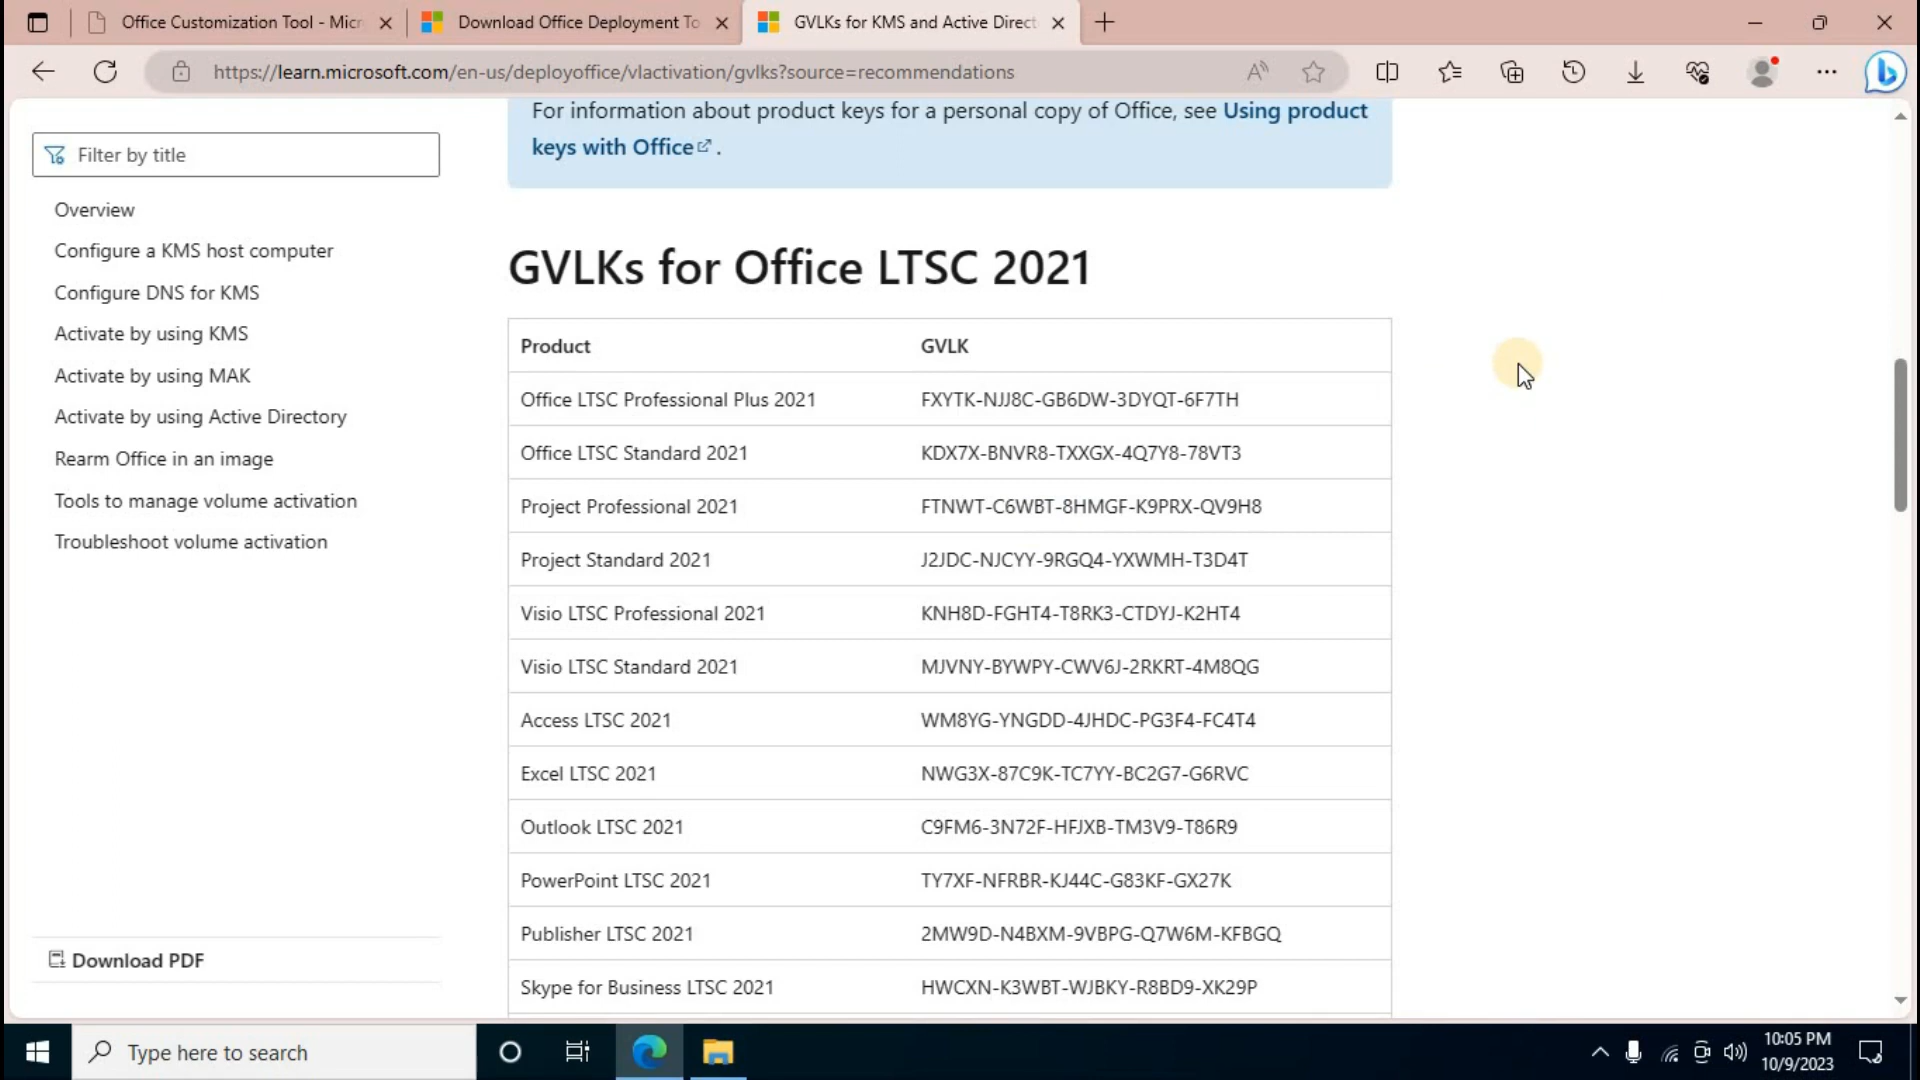 Office Customization Tool - Micr
Download Office Deployment To
GVLKs for KMS and Active Direct
https://learn.microsoft.com/en-us/deployoffice/vlactivation/gvlks?source=recommendations
Filter by title
Overview
Configure a KMS host computer
Configure DNS for KMS
Activate by using KMS
Activate by using MAK
Activate by using Active Directory
Rearm Office in an image
Tools to manage volume activation
Troubleshoot volume activation
Download PDF
For information about product keys for a personal copy of Office, see Using product
keys with Office .
GVLKs for Office LTSC 2021
Product GVLK
Office LTSC Professional Plus 2021 FXYTK-NJJ8C-GB6DW-3DYQT-6F7TH
Office LTSC Standard 2021 KDX7X-BNVR8-TXXGX-4Q7Y8-78VT3
Project Professional 2021 FTNWT-C6WBT-8HMGF-K9PRX-QV9H8
Project Standard 2021 J2JDC-NJCYY-9RGQ4-YXWMH-T3D4T
Visio LTSC Professional 2021 KNH8D-FGHT4-T8RK3-CTDYJ-K2HT4
Visio LTSC Standard 2021 MJVNY-BYWPY-CWV6J-2RKRT-4M8QG
Access LTSC 2021 WM8YG-YNGDD-4JHDC-PG3F4-FC4T4
Excel LTSC 2021 NWG3X-87C9K-TC7YY-BC2G7-G6RVC
Outlook LTSC 2021 C9FM6-3N72F-HFJXB-TM3V9-T86R9
PowerPoint LTSC 2021 TY7XF-NFRBR-KJ44C-G83KF-GX27K
Publisher LTSC 2021 2MW9D-N4BXM-9VBPG-Q7W6M-KFBGQ
Skype for Business LTSC 2021 HWCXN-K3WBT-WJBKY-R8BD9-XK29P
Type here to search
10:05 PM
10/9/2023